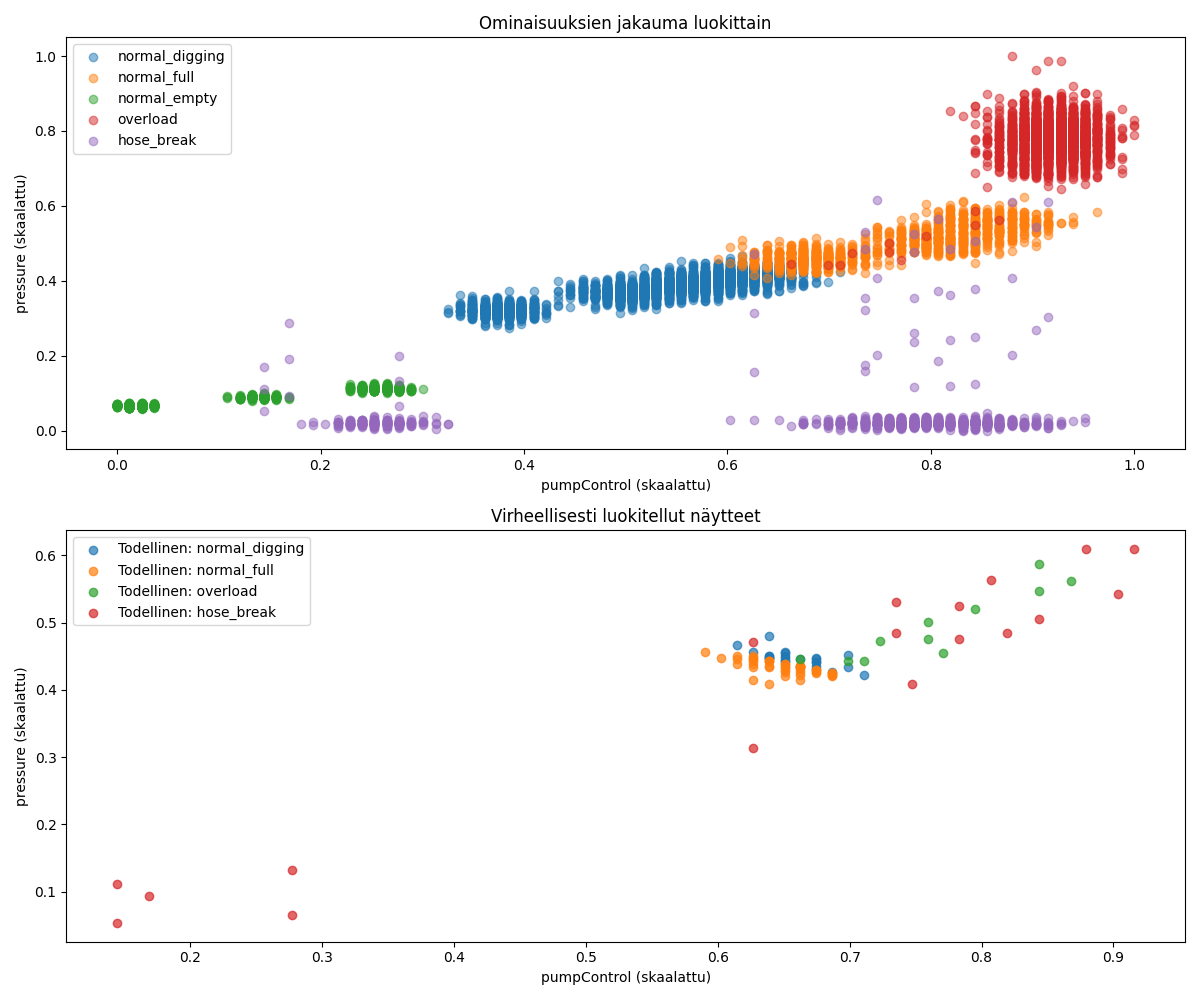 Ominaisuuksien jakauma luokittain
normal_digging
normal_full
normal_empty
overload
hose_break
pressure (skaalattu)
1.0
0.8
0.6
0.4
0.2
0.0
0.0 0.2 0.4 0.6 0.8 1.0
pumpControl (skaalattu)
Virheellisesti luokitellut näytteet
Todellinen: normal_digging
Todellinen: normal_full
Todellinen: overload
Todellinen: hose_break
pressure (skaalattu)
0.6
0.5
0.4
0.3
0.2
0.1
0.2 0.3 0.4 0.5 0.6 0.7 0.8 0.9
pumpControl (skaalattu)